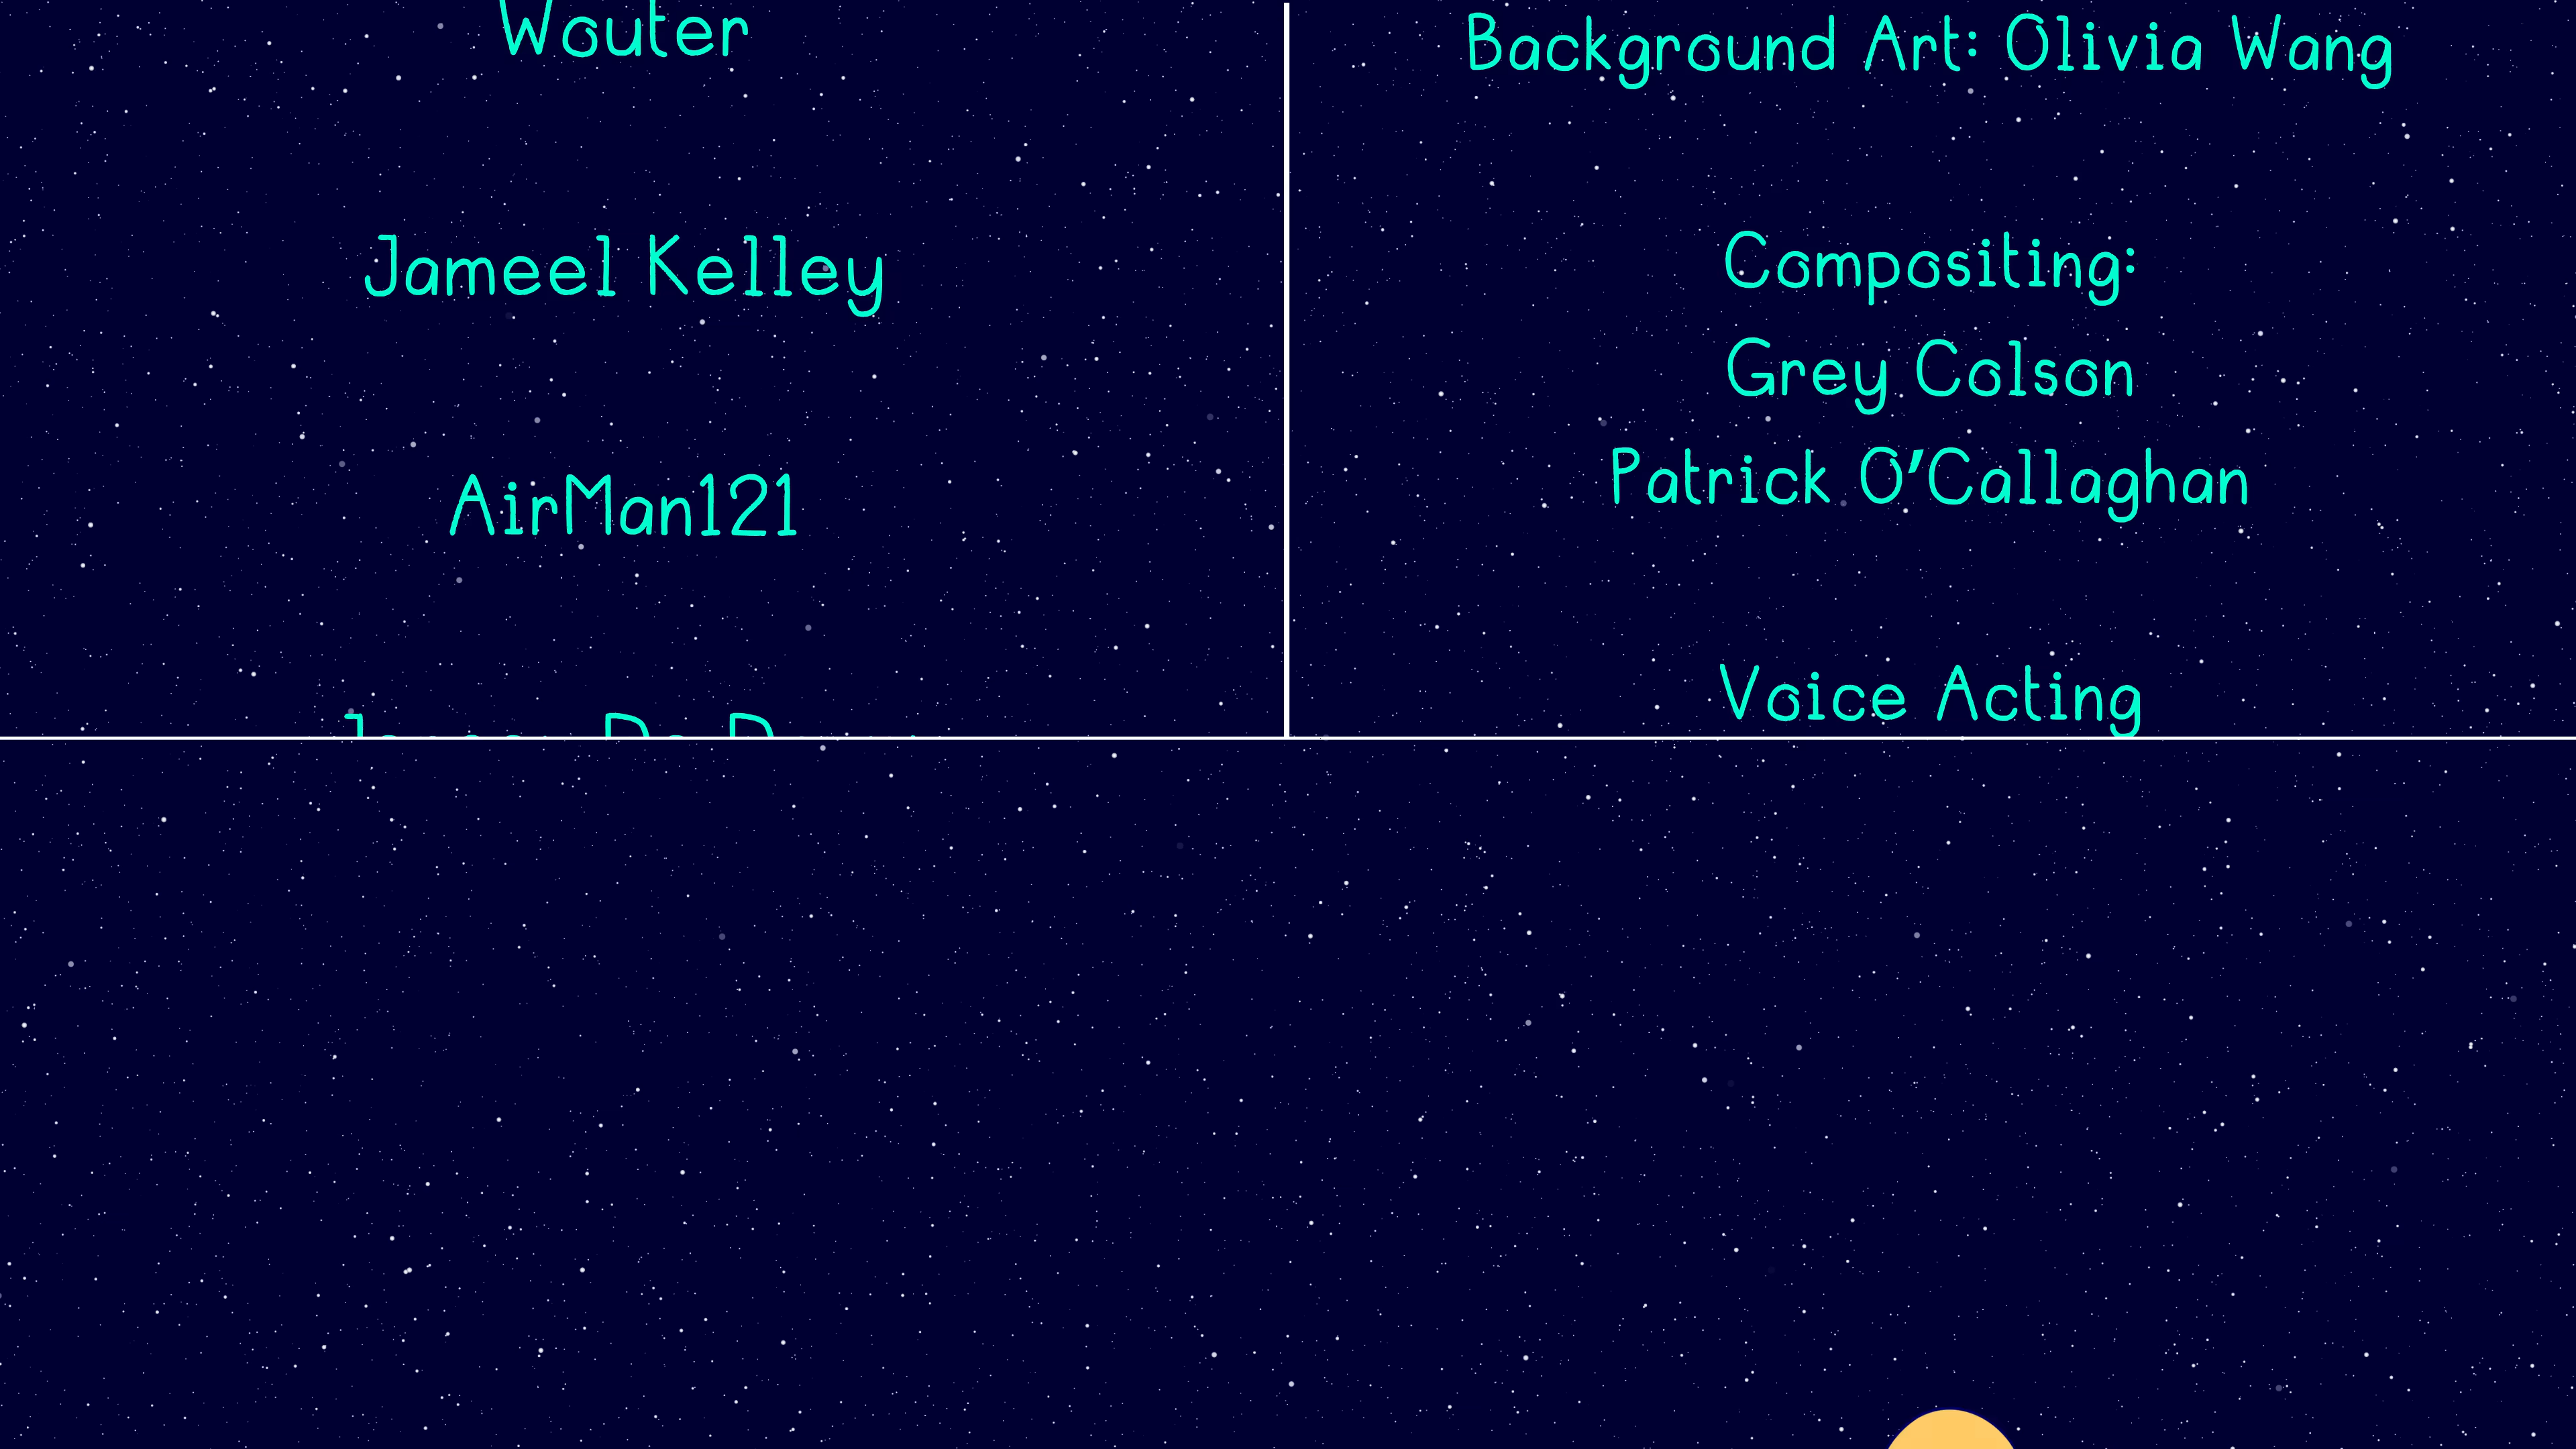 Wouter
Jameel Kelley
AirMan121
Background Art: Olivia Wang
Compositing:
Grey Colson
Patrick O'Callaghan
Voice Acting